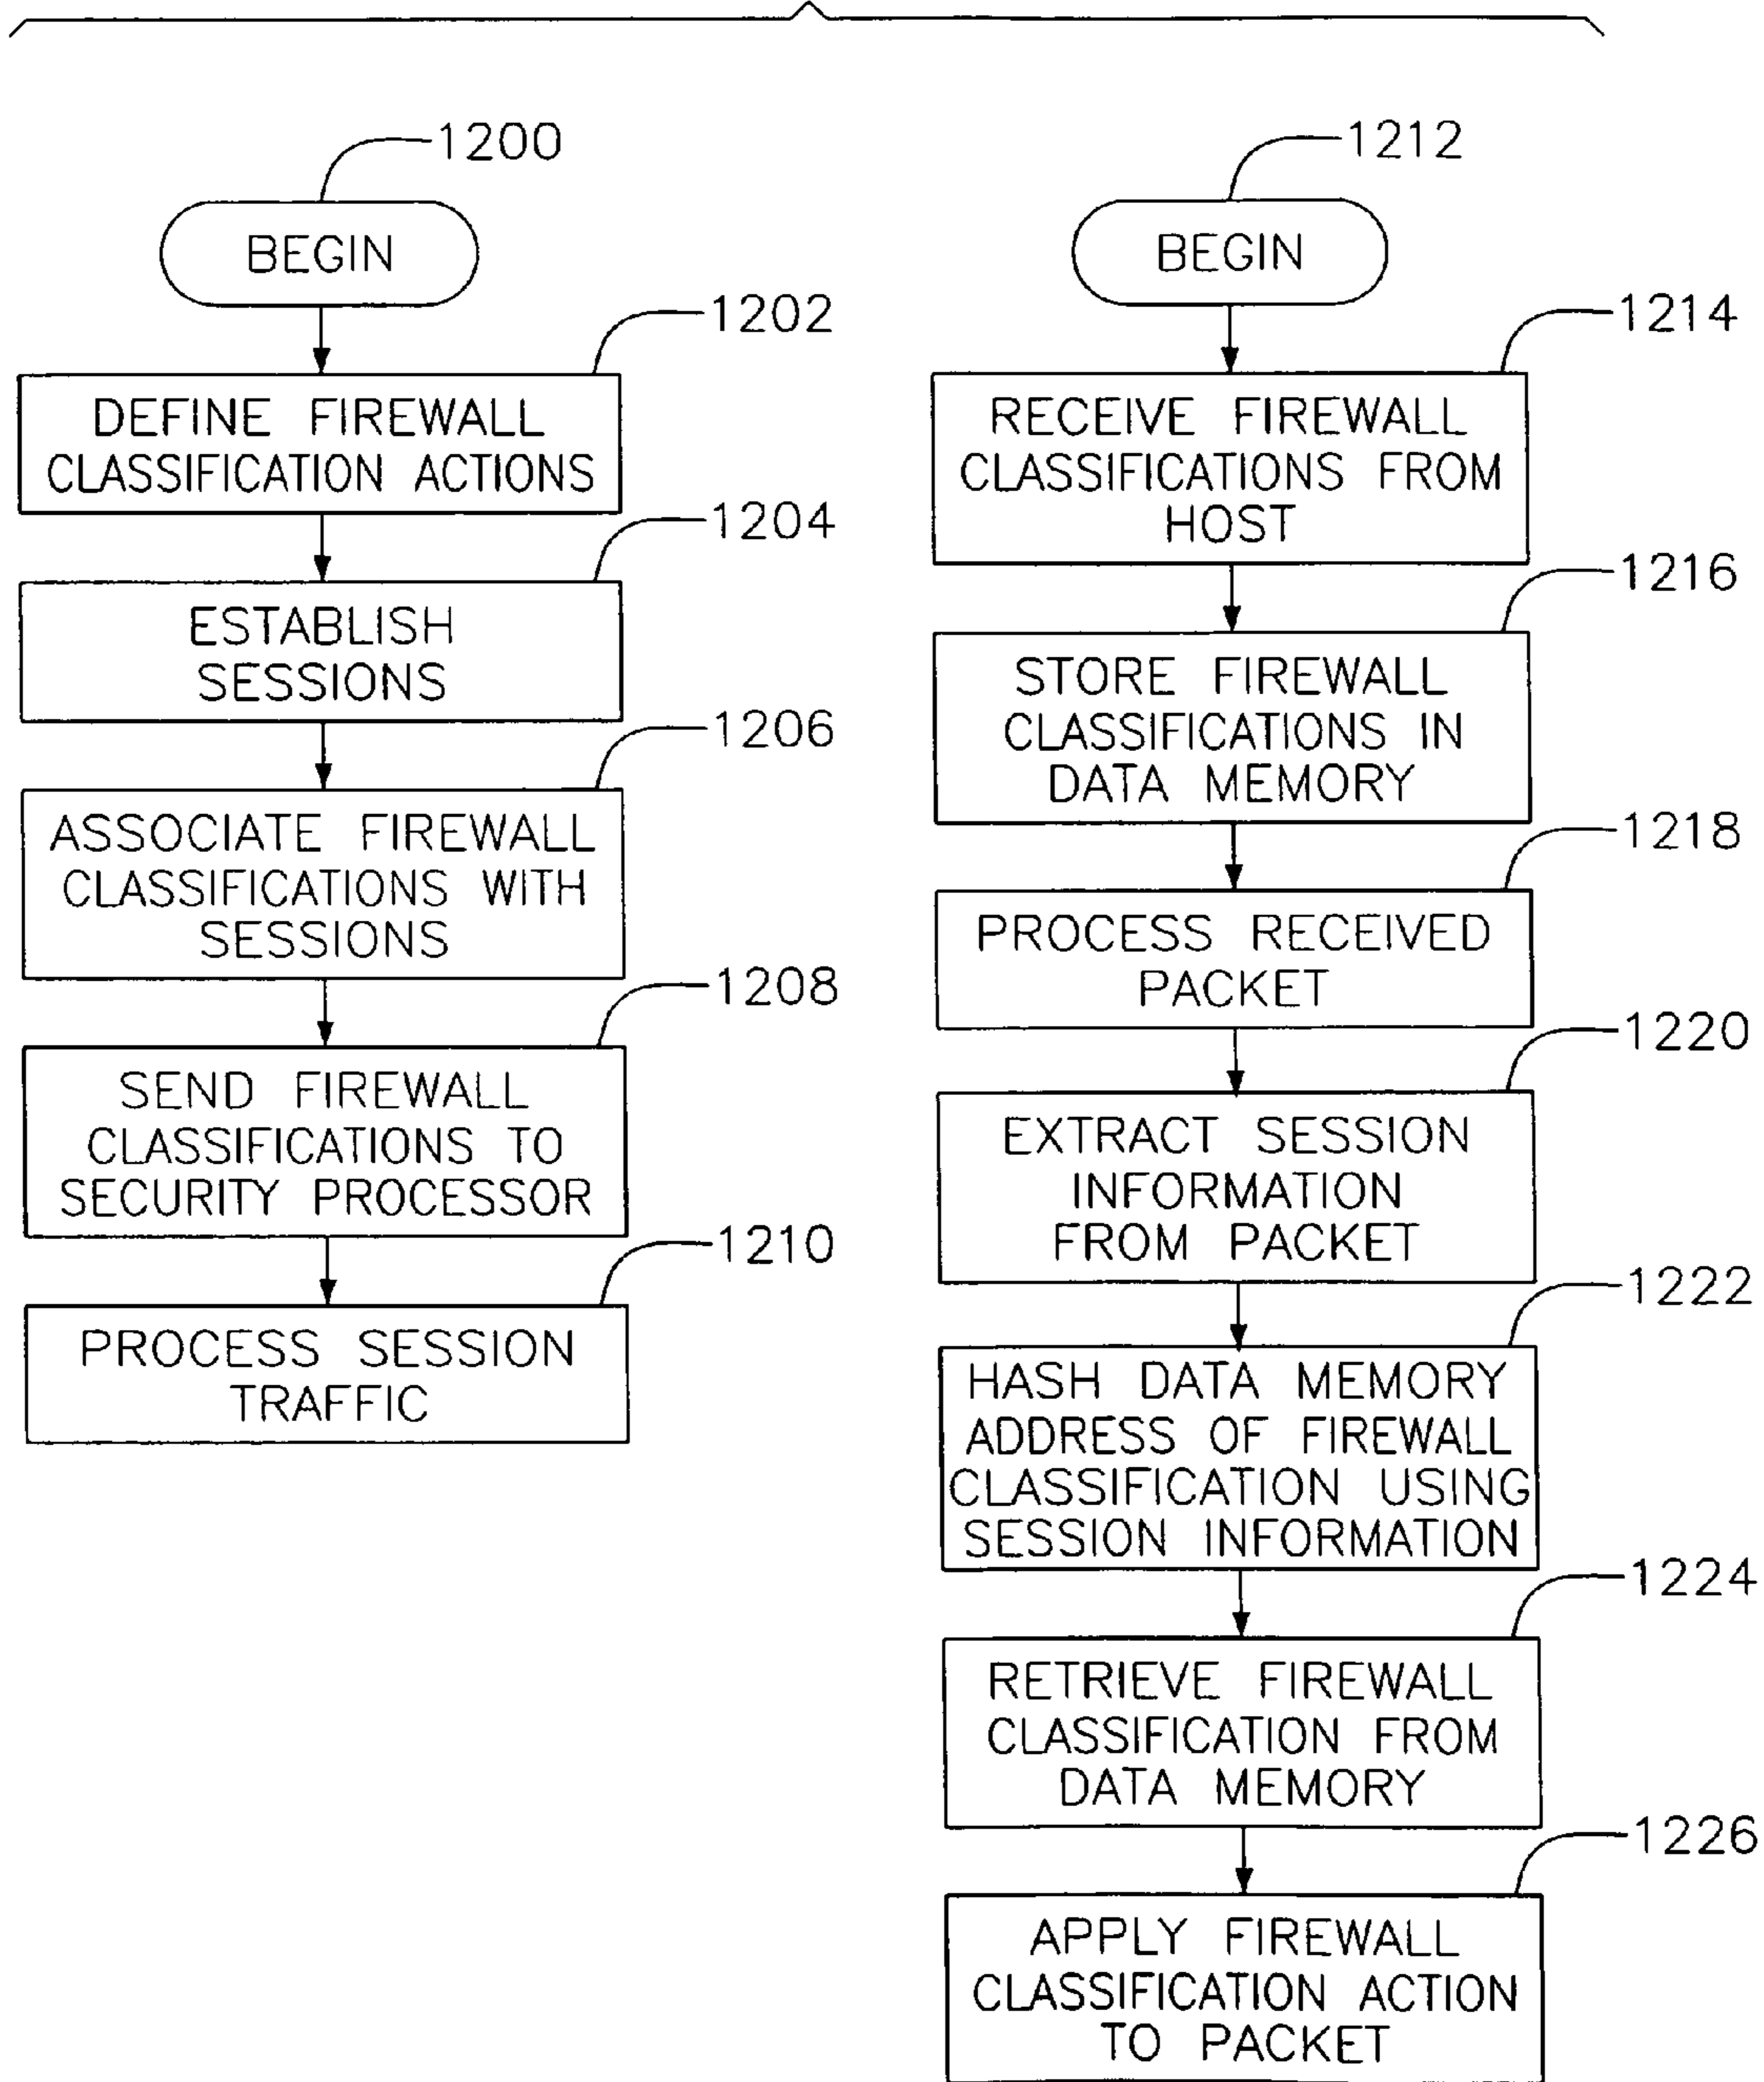 1200
BEGIN
1202
DEFINE FIREWALL
CLASSIFICATION ACTIONS
1204
ESTABLISH
SESSIONS
1206
ASSOCIATE FIREWALL
CLASSIFICATIONS WITH
SESSIONS
1208
SEND FIREWALL
CLASSIFICATIONS TO
SECURITY PROCESSOR
1210
PROCESS SESSION
TRAFFIC
1212
BEGIN
1214
RECEIVE FIREWALL
CLASSIFICATIONS FROM
HOST
1216
STORE FIREWALL
CLASSIFICATIONS IN
DATA MEMORY
1218
PROCESS RECEIVED
PACKET
1220
EXTRACT SESSION
INFORMATION
FROM PACKET
1222
HASH DATA MEMORY
ADDRESS OF FIREWALL
CLASSIFICATION USING
SESSION INFORMATION
1224
RETRIEVE FIREWALL
CLASSIFICATION FROM
DATA MEMORY
1226
APPLY FIREWALL
CLASSIFICATION ACTION
TO PACKET